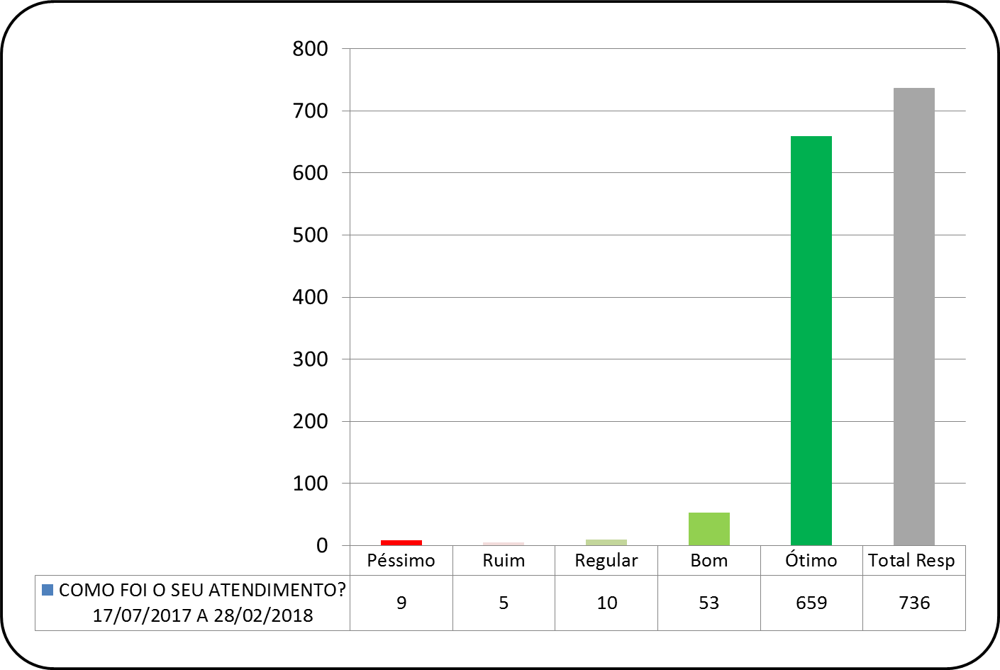 800
700
600
500
400
300
200
100
0
Péssimo Ruim Regular Bom Ótimo Total Resp
COMO FOI O SEU ATENDIMENTO?
17/07/2017 A 28/02/2018
9 5 10 53 659 736